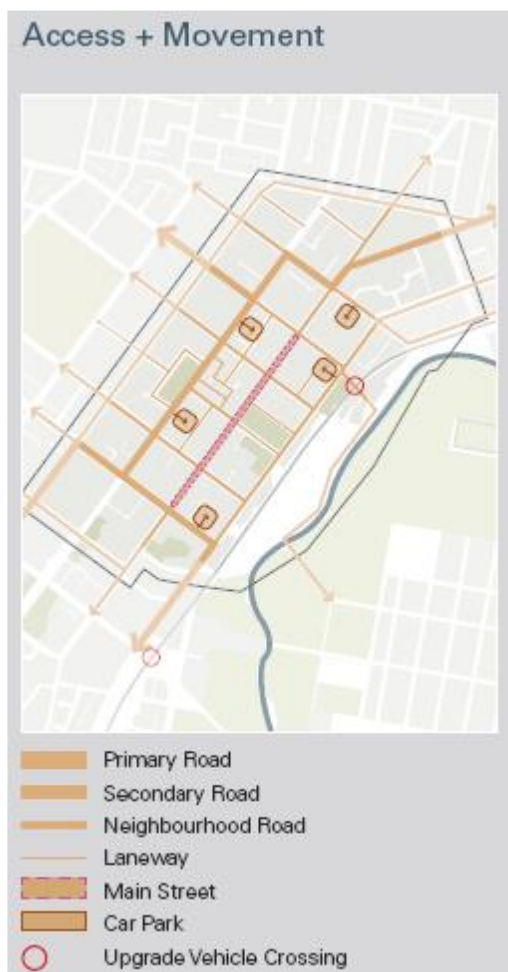 Access + Movement
Primary Road
Secondary Road
Neighbourhood Road
Laneway
Main Street
Car Park
Upgrade Vehicle Crossing